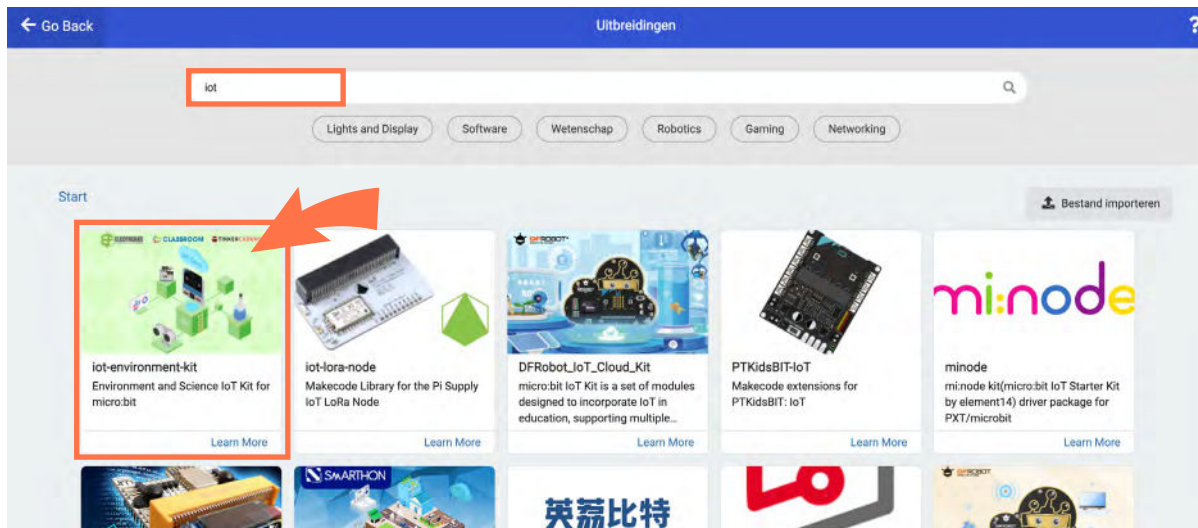 Go Back
Uitbreidingen
?
iot
Lights and Display
Software
Wetenschap
Robotics
Gaming
Networking
Start
Bestand importeren
CLASSROOM
DFROBOT
mi:node
iot-environment-kit
Environment and Science IoT Kit for
micro:bit
Learn More
iot-lora-node
Makecode Library for the Pi Supply
IoT LoRa Node
Learn More
DFRobot_IoT_Cloud_Kit
micro:bit IoT Kit is a set of modules
designed to incorporate IoT in
education, supporting multiple...
Learn More
PTKidsBIT-IoT
Makecode extensions for
PTKidsBIT: IoT
Learn More
minode
mi:node kit(micro:bit IoT Starter Kit
by element14) driver package for
PXT/microbit
Learn More
SMARTHON
英荔比特
DFROBOT